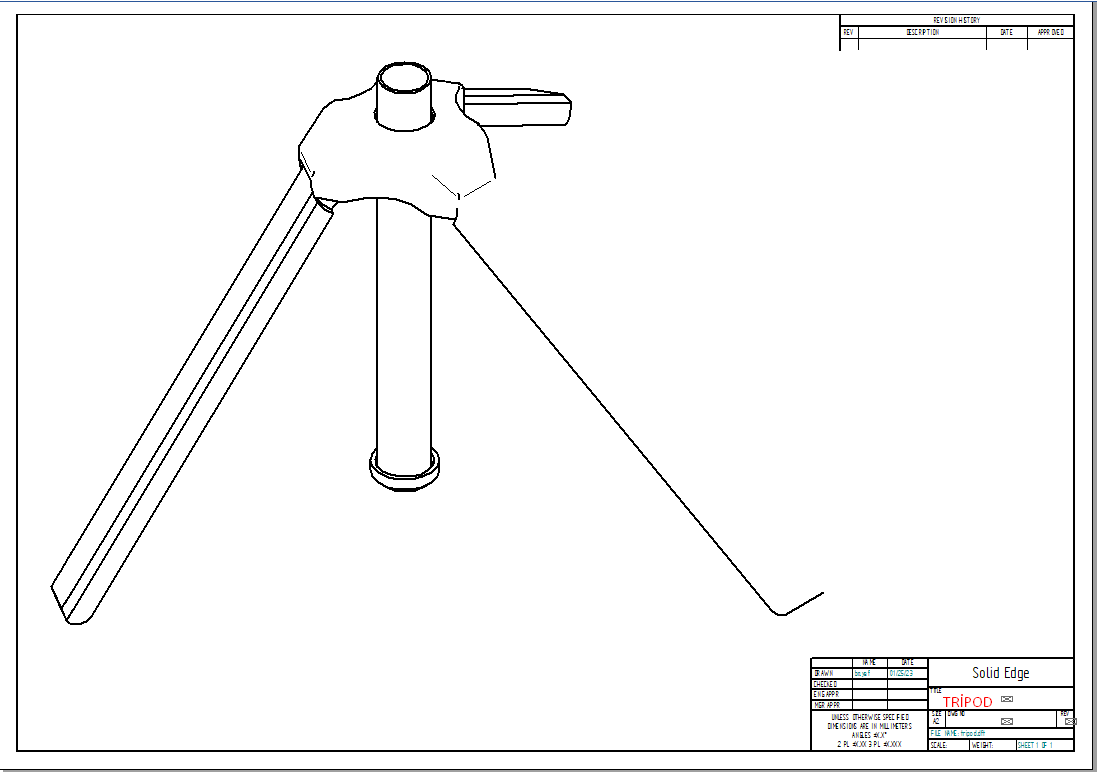 REVISION HISTORY
REV DESCRIPTION DATE APPROVED
NAME DATE
DRAWN 01/25/23
CHECKED
ENG APPR
MGR APPR
Solid Edge
TITLE
TRİPOD
SIZE DWG NO REV
A2
FILE NAME: tripod.dft
SCALE: WEIGHT: SHEET 1 OF 1
UNLESS OTHERWISE SPECIFIED
DIMENSIONS ARE IN MILLIMETERS
ANGLES ±X.X°
2 PL ±X.XX 3 PL ±X.XXX